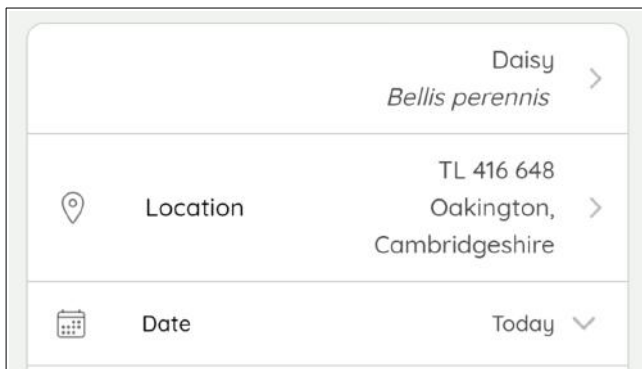 Daisy
Bellis perennis
Location
TL 416 648
Oakington,
Cambridgeshire
Date
Today